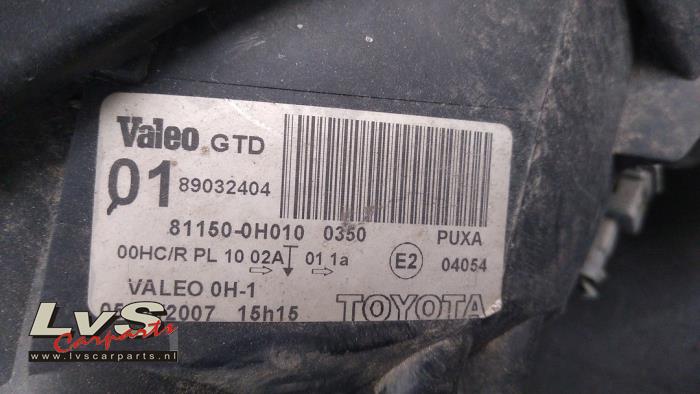 Valeo GTD
01 89032404
81150-0H010 0350 PUXA
00HC/R PL 10 02A 01 1a E2 04054
VALEO 0H-1
2007 15h15 TOYOTA
LvS
Carparts
www.lvscarparts.nl